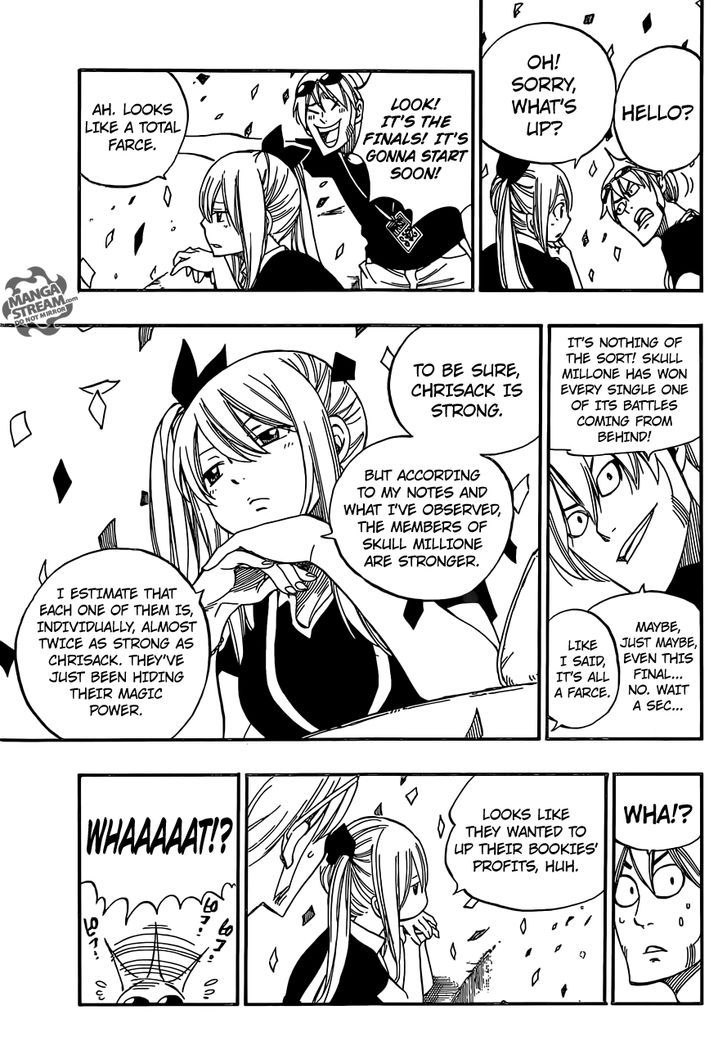 HELLO?
OH!
SORRY,
WHAT'S
UP?
LOOK!
IT'S THE
FINALS! IT'S
GONNA START
SOON!
AH. LOOKS
LIKE A TOTAL
FARCE.
MANGA
STREAM.com
DO NOT MIRROR
IT'S NOTHING OF
THE SORT! SKULL
MILLONE HAS WON
EVERY SINGLE ONE
OF ITS BATTLES
COMING FROM
BEHIND!
MAYBE,
JUST MAYBE,
EVEN THIS
FINAL...
NO. WAIT
A SEC...
LIKE
I SAID,
IT'S ALL
A FARCE.
TO BE SURE,
CHRISACK IS
STRONG.
BUT ACCORDING
TO MY NOTES AND
WHAT I'VE OBSERVED,
THE MEMBERS OF
SKULL MILLIONE
ARE STRONGER.
I ESTIMATE THAT
EACH ONE OF THEM IS,
INDIVIDUALLY, ALMOST
TWICE AS STRONG AS
CHRISACK. THEY'VE
JUST BEEN HIDING
THEIR MAGIC
POWER.
WHA!?
LOOKS LIKE
THEY WANTED TO
UP THEIR BOOKIES'
PROFITS, HUH.
WHAAAAAT!?